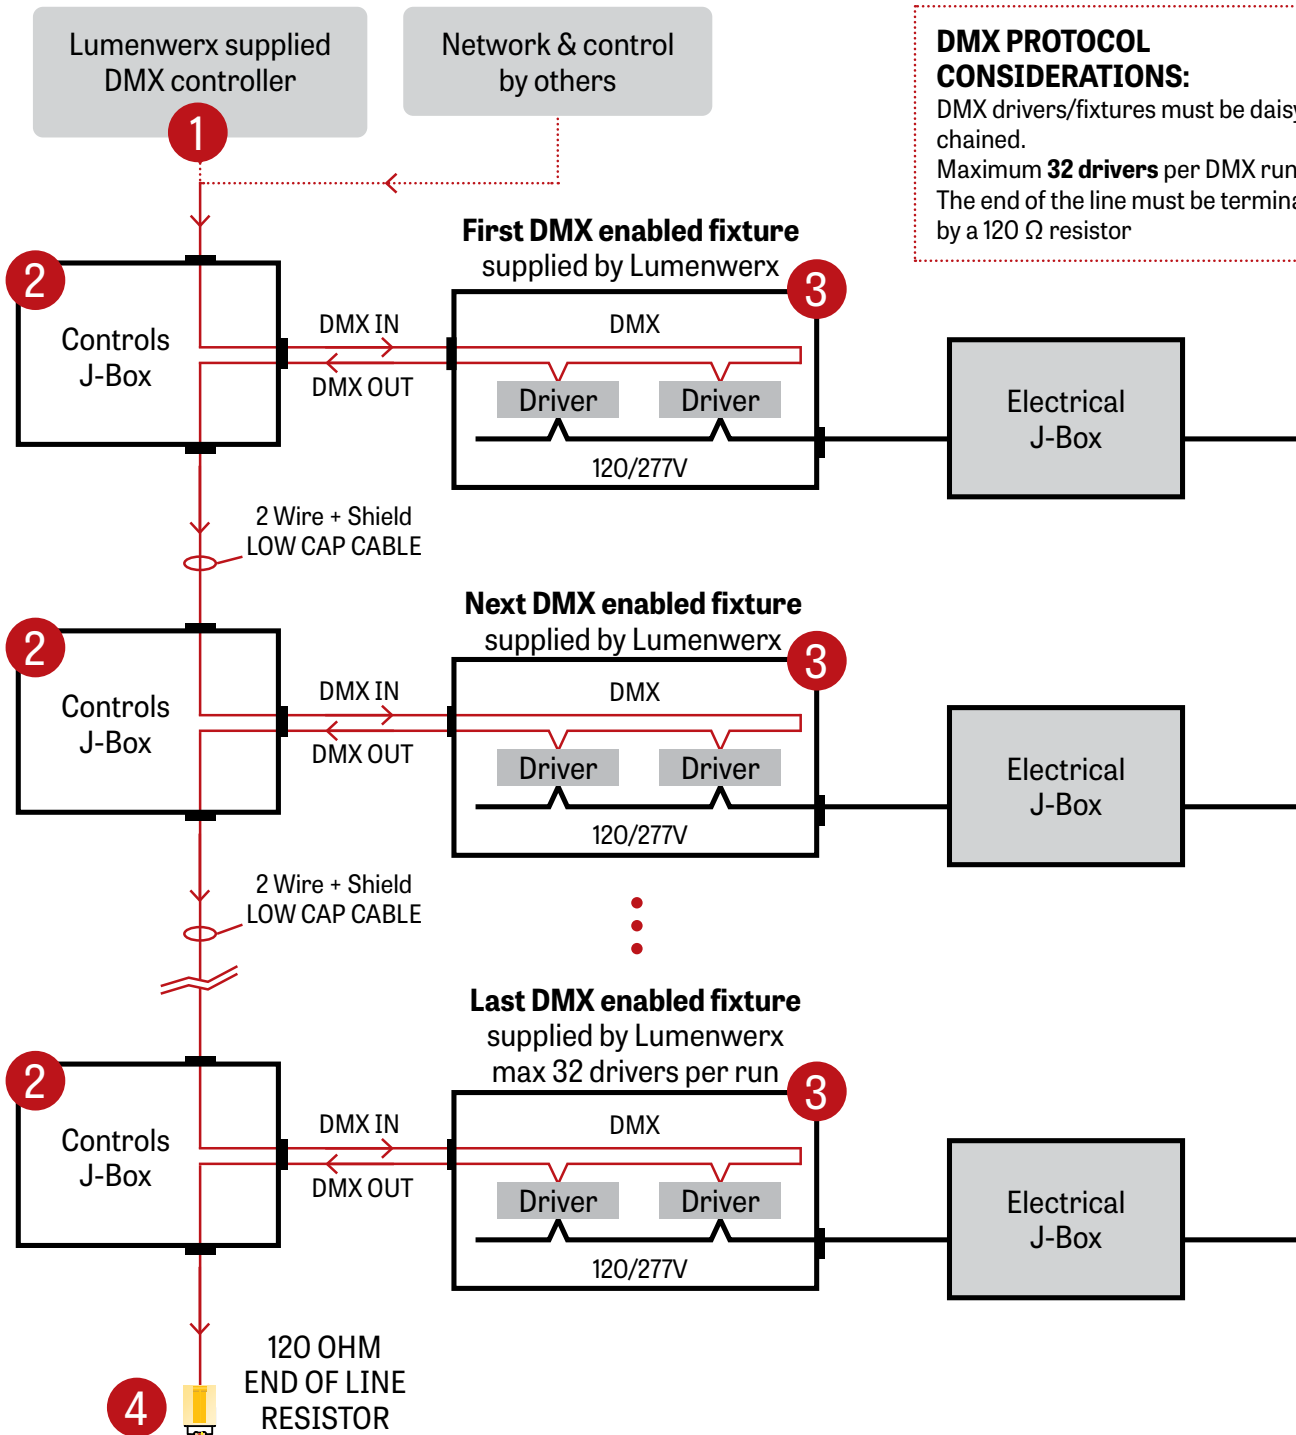 Lumenwerx supplied
DMX controller
1
Network & control
by others
DMX PROTOCOL
CONSIDERATIONS:
DMX drivers/fixtures must be daisy
chained.
Maximum 32 drivers per DMX run
The end of the line must be termina
by a 120 Ω resistor
First DMX enabled fixture
supplied by Lumenwerx
2
Controls
J-Box
DMX IN
DMX OUT
3
DMX
Driver
Driver
120/277V
Electrical
J-Box
2 Wire + Shield
LOW CAP CABLE
Next DMX enabled fixture
supplied by Lumenwerx
2
Controls
J-Box
DMX IN
DMX OUT
3
DMX
Driver
Driver
120/277V
Electrical
J-Box
2 Wire + Shield
LOW CAP CABLE
Last DMX enabled fixture
supplied by Lumenwerx
max 32 drivers per run
2
Controls
J-Box
DMX IN
DMX OUT
3
DMX
Driver
Driver
120/277V
Electrical
J-Box
4
120 OHM
END OF LINE
RESISTOR